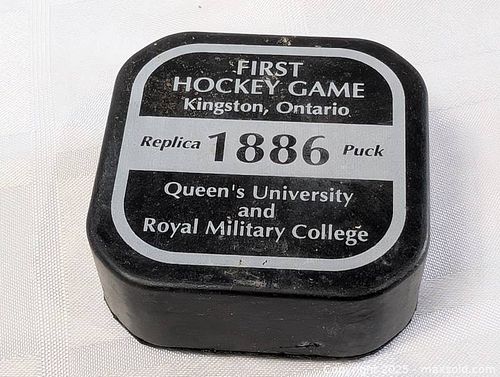 FIRST
HOCKEY GAME
Kingston, Ontario
Replica 1886 Puck
Queen's University
and
Royal Military College
Copyright 2025 - maxsold.com